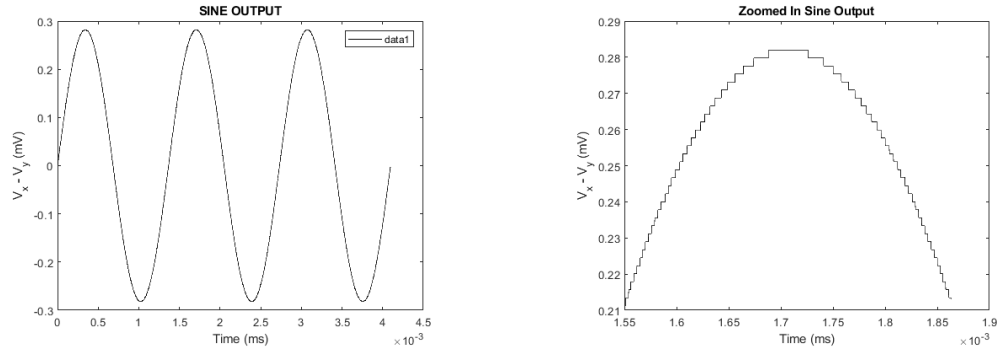 SINE OUTPUT
0.3
0.2
0.1
0
-0.1
-0.2
-0.3
V_x - V_y (mV)
data1
0 0.5 1 1.5 2 2.5 3 3.5 4 4.5
Time (ms)
×10^-3
Zoomed In Sine Output
0.29
0.28
0.27
0.26
0.25
0.24
0.23
0.22
0.21
V_x - V_y (mV)
1.55 1.6 1.65 1.7 1.75 1.8 1.85 1.9
Time (ms)
×10^-3